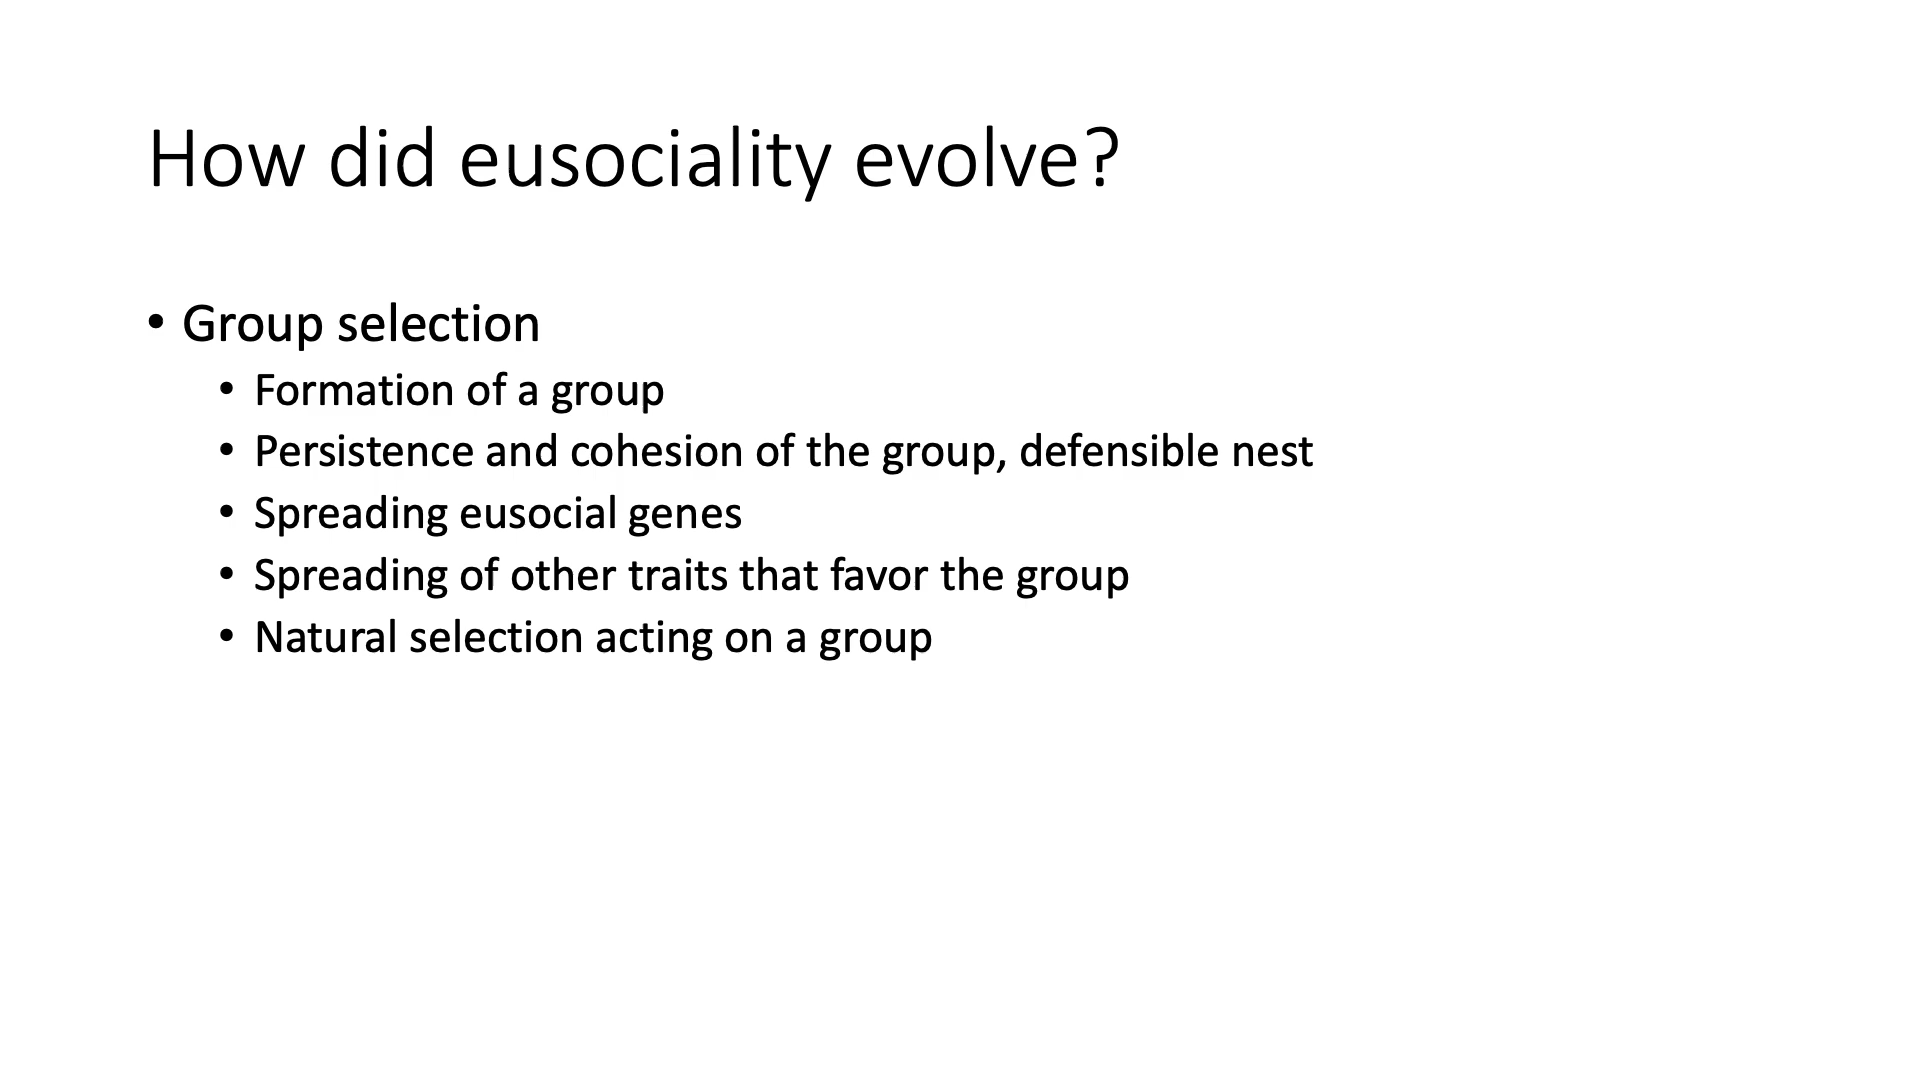 How did eusociality evolve?
• Group selection
• Formation of a group
• Persistence and cohesion of the group, defensible nest
• Spreading eusocial genes
• Spreading of other traits that favor the group
• Natural selection acting on a group